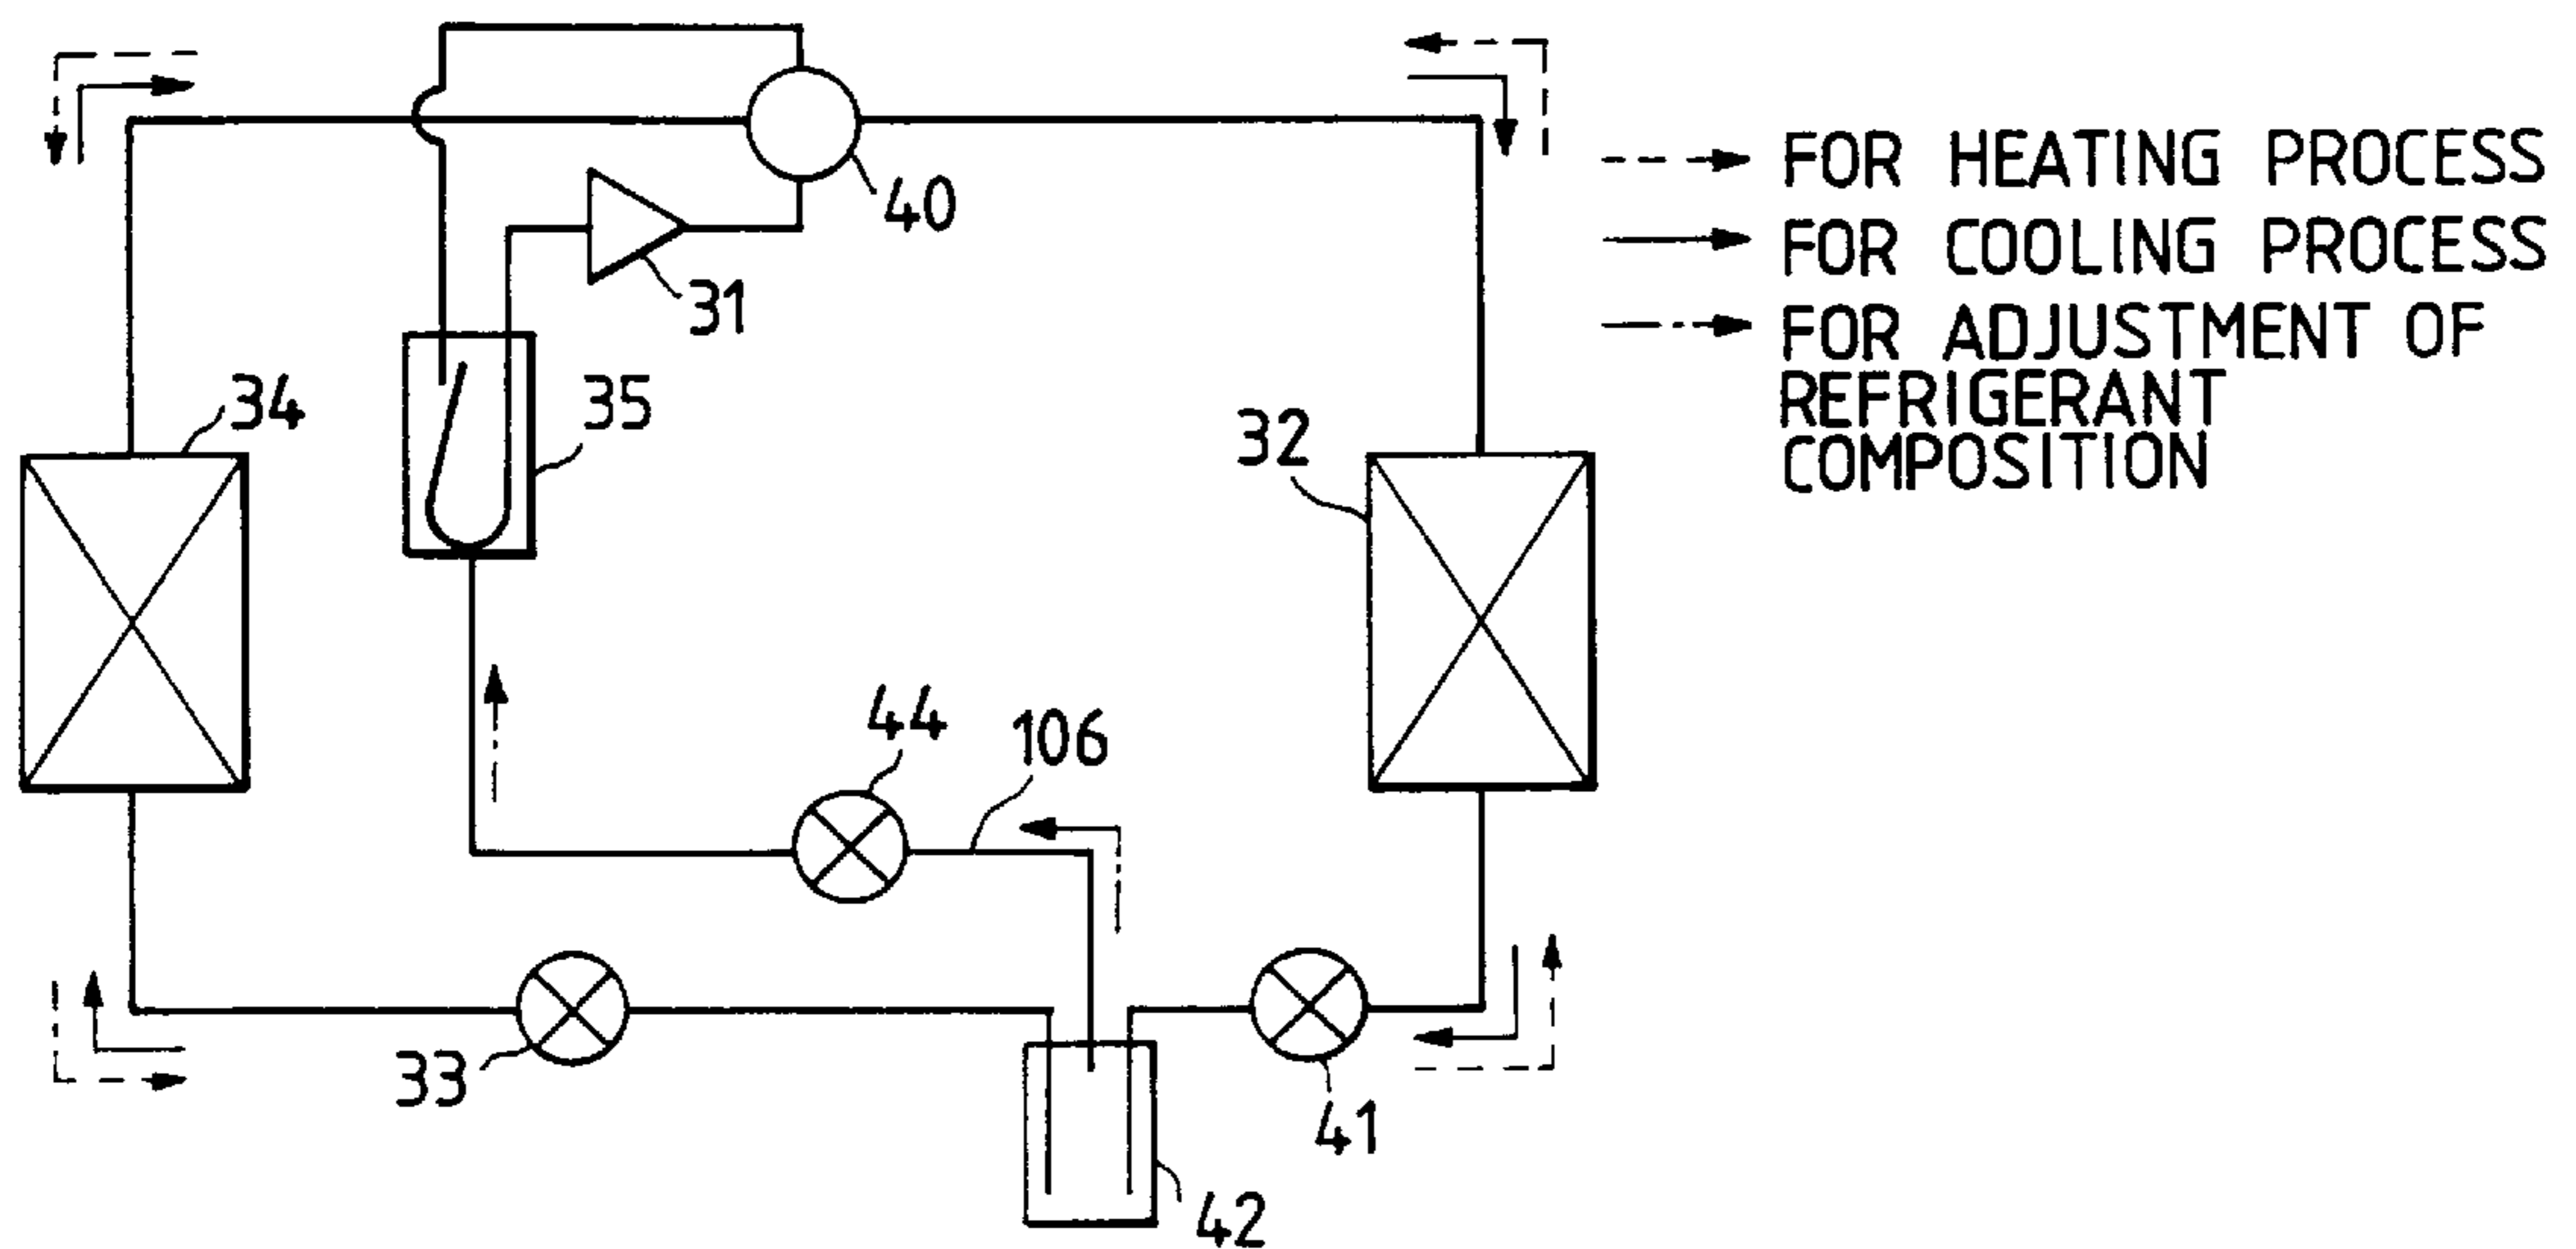 40
FOR HEATING PROCESS
FOR COOLING PROCESS
FOR ADJUSTMENT OF
REFRIGERANT
COMPOSITION
31
34
35
32
44
106
33
41
42